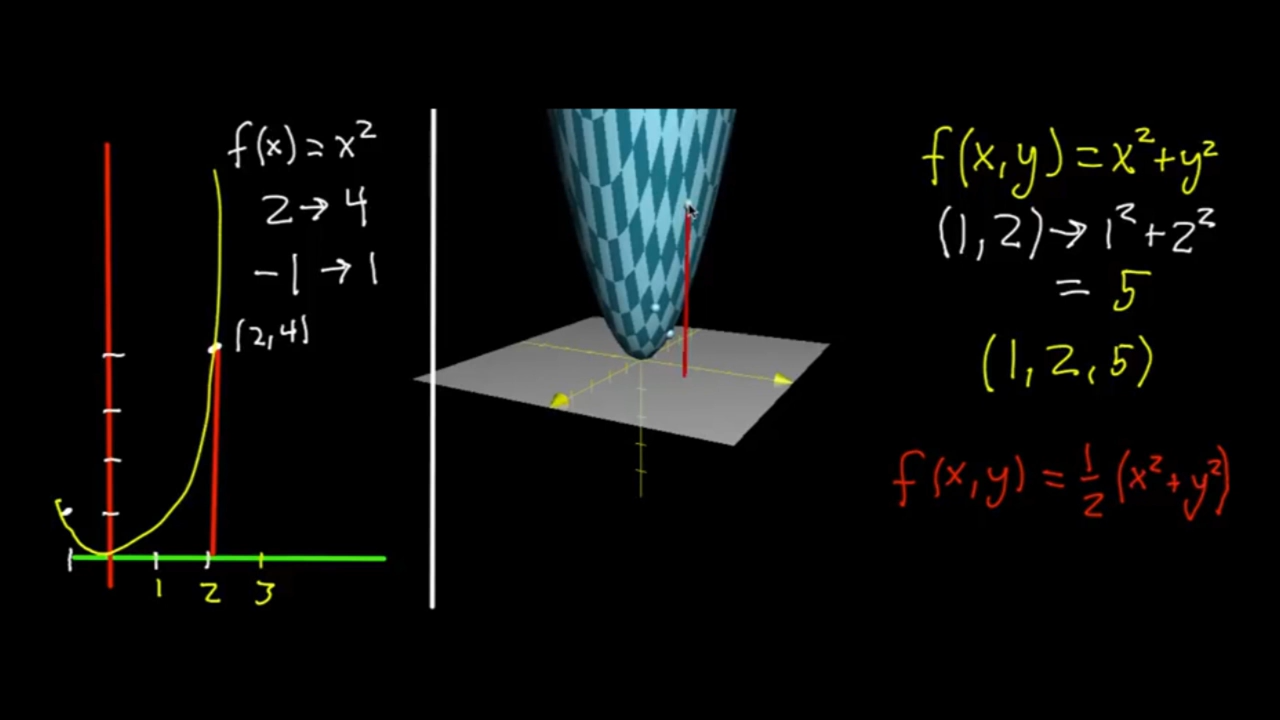 f(x) = x²
2 → 4
-1 → 1
(2,4)
1 2 3
f(x,y) = x²+y²
(1,2) → 1²+2²
= 5
(1,2,5)
f(x,y) = 1/2 (x²+y²)